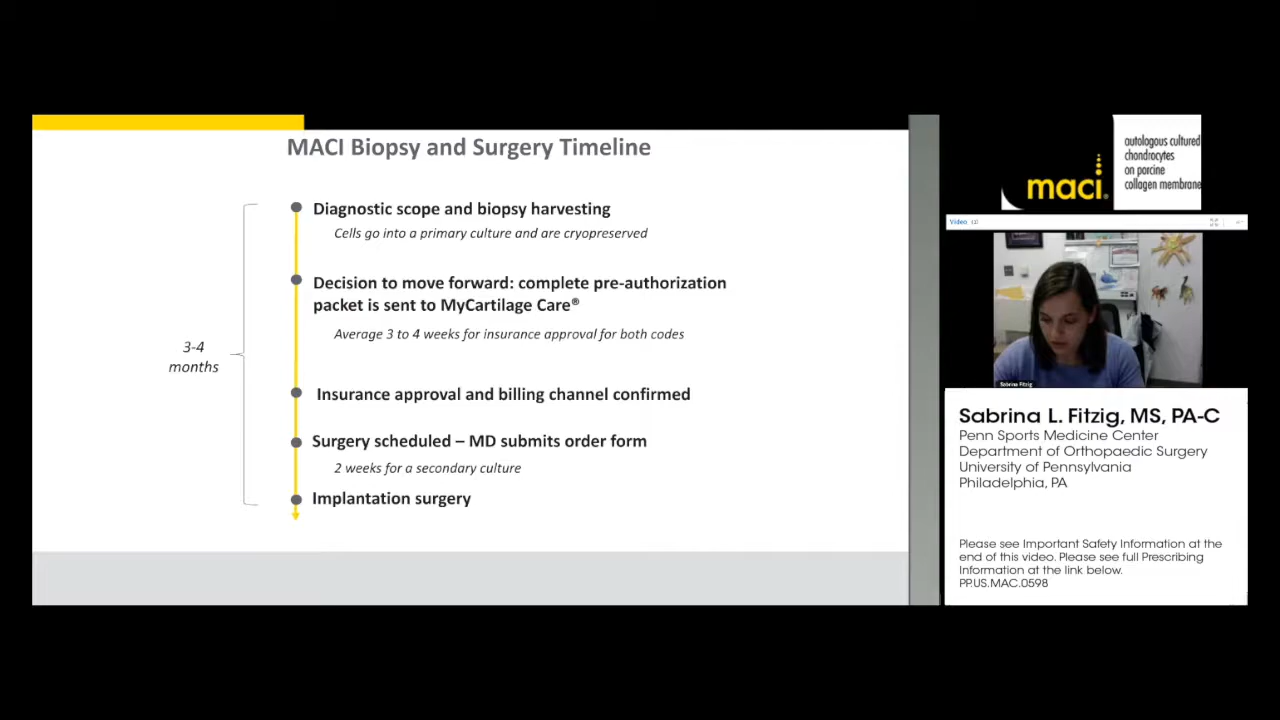 MACI Biopsy and Surgery Timeline
Diagnostic scope and biopsy harvesting
Cells go into a primary culture and are cryopreserved
Decision to move forward: complete pre-authorization
packet is sent to MyCartilage Care®
Average 3 to 4 weeks for insurance approval for both codes
3-4
months
Insurance approval and billing channel confirmed
Surgery scheduled – MD submits order form
2 weeks for a secondary culture
Implantation surgery
maci®
autologous cultured
chondrocytes
on porcine
collagen membrane
Video
Sabrina Fitzig
Sabrina L. Fitzig, MS, PA-C
Penn Sports Medicine Center
Department of Orthopaedic Surgery
University of Pennsylvania
Philadelphia, PA
Please see Important Safety Information at the
end of this video. Please see full Prescribing
Information at the link below.
PP.US.MAC.0598